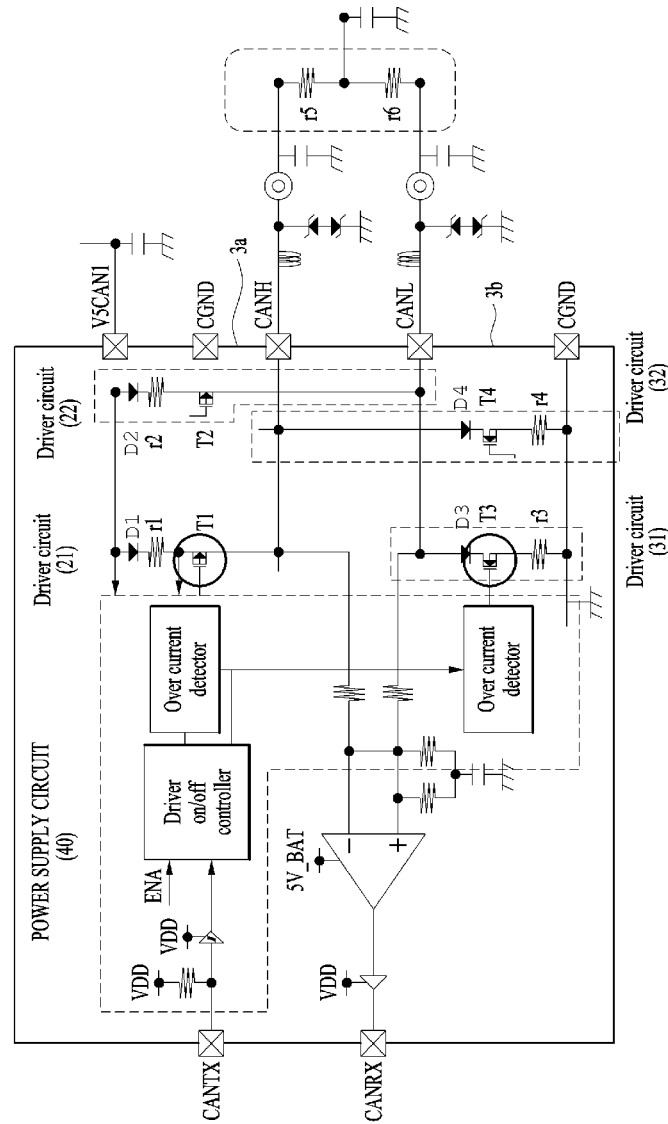 POWER SUPPLY CIRCUIT
(40)
Driver circuit
(21)
Driver circuit
(22)
V5CAN1
CGND
3a
CANH
CANL
3b
CGND
D1
r1
T1
D2
r2
T2
D3
T3
r3
D4
T4
r4
r5
r6
Driver circuit
(31)
Driver circuit
(32)
CANTX
VDD
VDD
ENA
Driver
on/off
controller
Over current
detector
Over current
detector
5V_BAT
-
+
VDD
CANRX